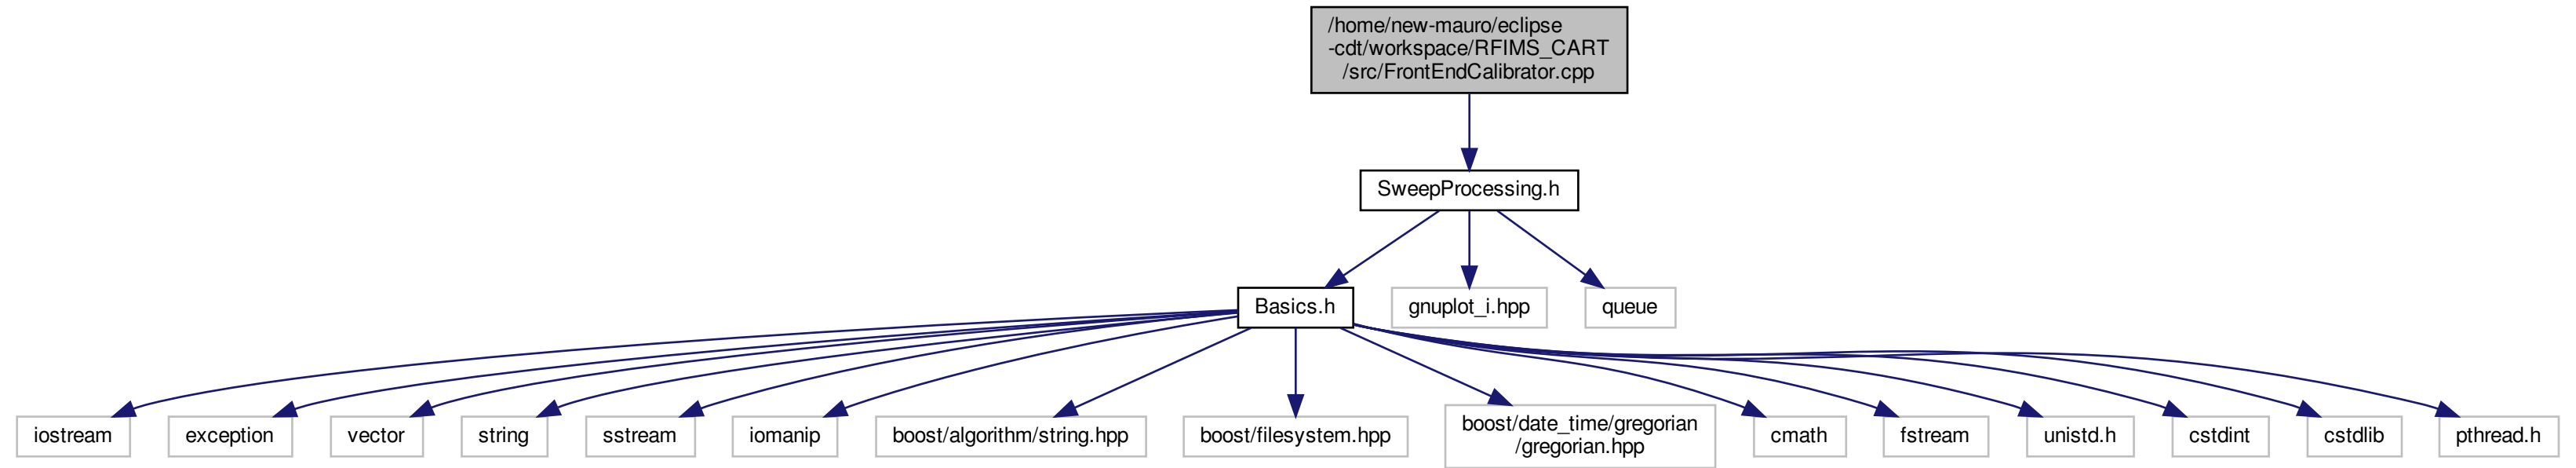 /home/new-mauro/eclipse
-cdt/workspace/RFIMS_CART
/src/FrontEndCalibrator.cpp
SweepProcessing.h
Basics.h
gnuplot_i.hpp
queue
iostream
exception
vector
string
sstream
iomanip
boost/algorithm/string.hpp
boost/filesystem.hpp
boost/date_time/gregorian
/gregorian.hpp
cmath
fstream
unistd.h
cstdint
cstdlib
pthread.h